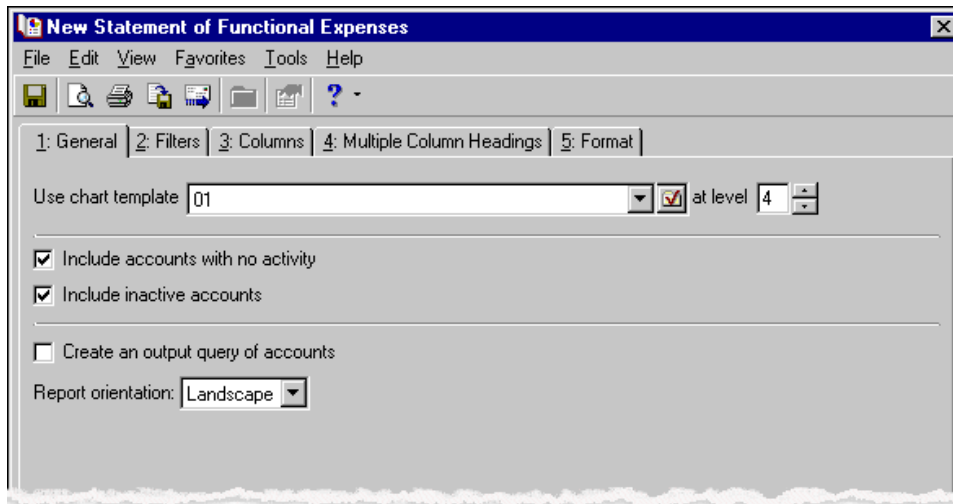 New Statement of Functional Expenses
File Edit View Favorites Tools Help
1: General 2: Filters 3: Columns 4: Multiple Column Headings 5: Format
Use chart template 01 at level 4
Include accounts with no activity
Include inactive accounts
Create an output query of accounts
Report orientation: Landscape